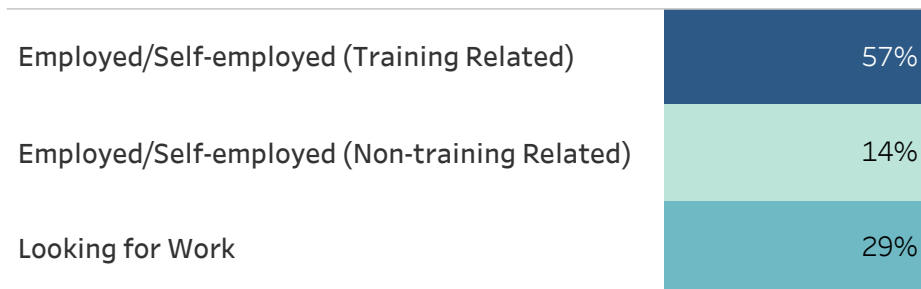 Employed/Self-employed (Training Related) 57%
Employed/Self-employed (Non-training Related) 14%
Looking for Work 29%